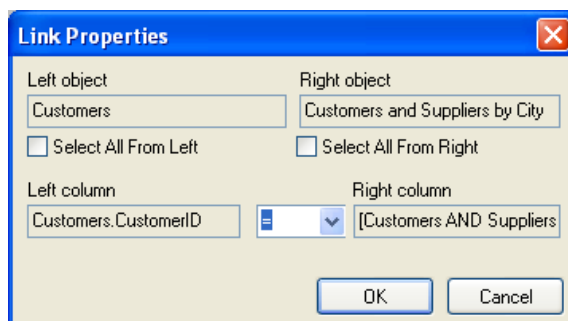 Link Properties
Left object Right object
Customers Customers and Suppliers by City
Select All From Left Select All From Right
Left column Right column
Customers.CustomerID = [Customers AND Suppliers
OK Cancel